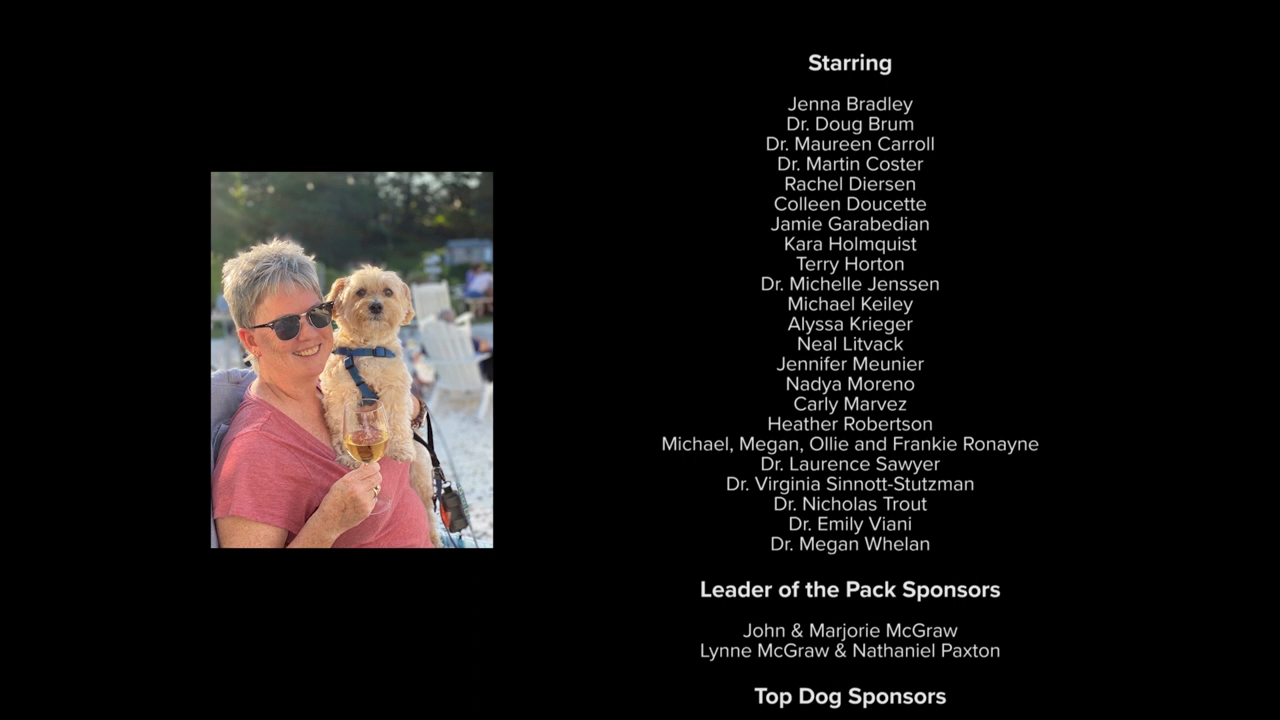 Starring
Jenna Bradley
Dr. Doug Brum
Dr. Maureen Carroll
Dr. Martin Coster
Rachel Diersen
Colleen Doucette
Jamie Garabedian
Kara Holmquist
Terry Horton
Dr. Michelle Jenssen
Michael Keiley
Alyssa Krieger
Neal Litvack
Jennifer Meunier
Nadya Moreno
Carly Marvez
Heather Robertson
Michael, Megan, Ollie and Frankie Ronayne
Dr. Laurence Sawyer
Dr. Virginia Sinnott-Stutzman
Dr. Nicholas Trout
Dr. Emily Viani
Dr. Megan Whelan
Leader of the Pack Sponsors
John & Marjorie McGraw
Lynne McGraw & Nathaniel Paxton
Top Dog Sponsors